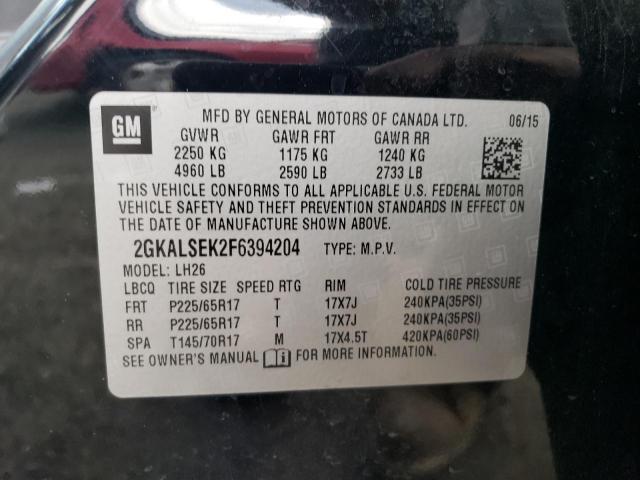 GM
MFD BY GENERAL MOTORS OF CANADA LTD. 06/15
GVWR GAWR FRT GAWR RR
2250 KG 1175 KG 1240 KG
4960 LB 2590 LB 2733 LB
THIS VEHICLE CONFORMS TO ALL APPLICABLE U.S. FEDERAL MOTOR
VEHICLE SAFETY AND THEFT PREVENTION STANDARDS IN EFFECT ON
THE DATE OF MANUFACTURE SHOWN ABOVE.
2GKALSEK2F6394204 TYPE: M.P.V.
MODEL: LH26
LBCQ TIRE SIZE SPEED RTG RIM COLD TIRE PRESSURE
FRT P225/65R17 T 17X7J 240KPA(35PSI)
RR P225/65R17 T 17X7J 240KPA(35PSI)
SPA T145/70R17 M 17X4.5T 420KPA(60PSI)
SEE OWNER'S MANUAL FOR MORE INFORMATION.